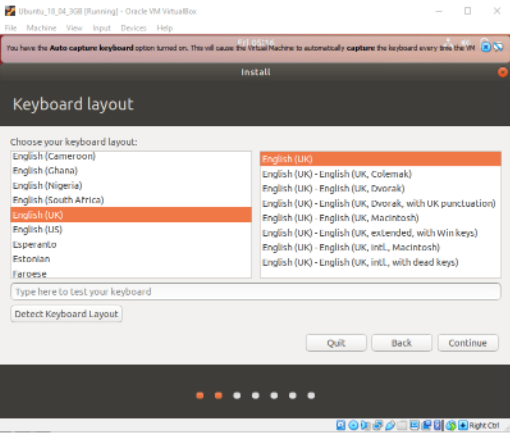 Ubuntu_18_04_3GB [Running] - Oracle VM VirtualBox
File Machine View Input Devices Help
You have the Auto capture keyboard option turned on. This will cause the Virtual Machine to automatically capture the keyboard every time the VM
Install
Keyboard layout
Choose your keyboard layout:
English (Cameroon)
English (Ghana)
English (Nigeria)
English (South Africa)
English (UK)
English (US)
Esperanto
Estonian
Faroese
English (UK)
English (UK) - English (UK, Colemak)
English (UK) - English (UK, Dvorak)
English (UK) - English (UK, Dvorak, with UK punctuation)
English (UK) - English (UK, Macintosh)
English (UK) - English (UK, extended, with Win keys)
English (UK) - English (UK, intl., Macintosh)
English (UK) - English (UK, intl., with dead keys)
Type here to test your keyboard
Detect Keyboard Layout
Quit Back Continue
Right Ctrl